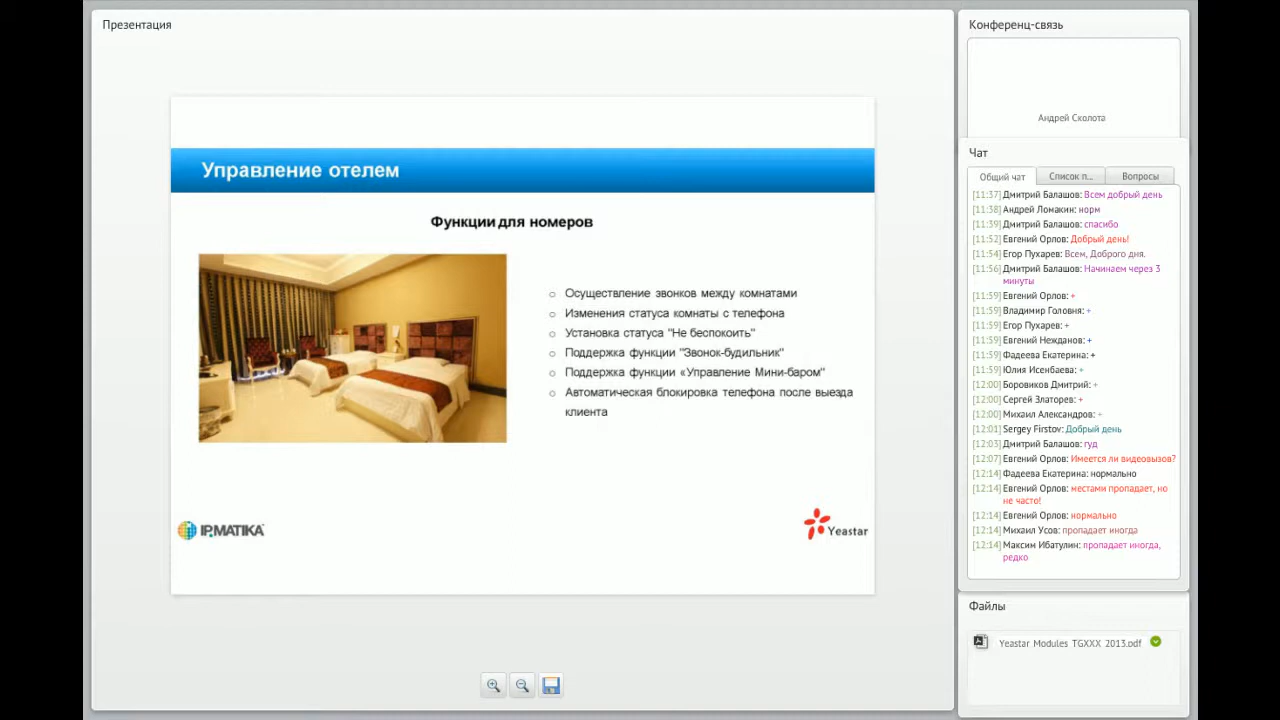 Презентация
Управление отелем
Функции для номеров
Осуществление звонков между комнатами
Изменения статуса комнаты с телефона
Установка статуса "Не беспокоить"
Поддержка функции "Звонок-будильник"
Поддержка функции «Управление Мини-баром"
Автоматическая блокировка телефона после выезда
клиента
IPMATIKA
Yeastar
Конференц-связь
Андрей Сколота
Чат
Общий чат
Список п...
Вопросы
[11:37] Дмитрий Балашов: Всем добрый день
[11:38] Андрей Ломакин: норм
[11:39] Дмитрий Балашов: спасибо
[11:52] Евгений Орлов: Добрый день!
[11:54] Егор Пухарев: Всем, Доброго дня.
[11:56] Дмитрий Балашов: Начинаем через 3
минуты
[11:59] Евгений Орлов: +
[11:59] Владимир Головня: +
[11:59] Егор Пухарев: +
[11:59] Евгений Нежданов: +
[11:59] Фадеева Екатерина: +
[11:59] Юлия Исенбаева: +
[12:00] Боровиков Дмитрий: +
[12:00] Сергей Златорев: +
[12:00] Михаил Александров: +
[12:01] Sergey Firstov: Добрый день
[12:03] Дмитрий Балашов: гуд
[12:07] Евгений Орлов: Имеется ли видеовызов?
[12:14] Фадеева Екатерина: нормально
[12:14] Евгений Орлов: местами пропадает, но
не часто!
[12:14] Евгений Орлов: нормально
[12:14] Михаил Усов: пропадает иногда
[12:14] Максим Ибатулин: пропадает иногда,
редко
Файлы
Yeastar Modules TGXXX 2013.pdf